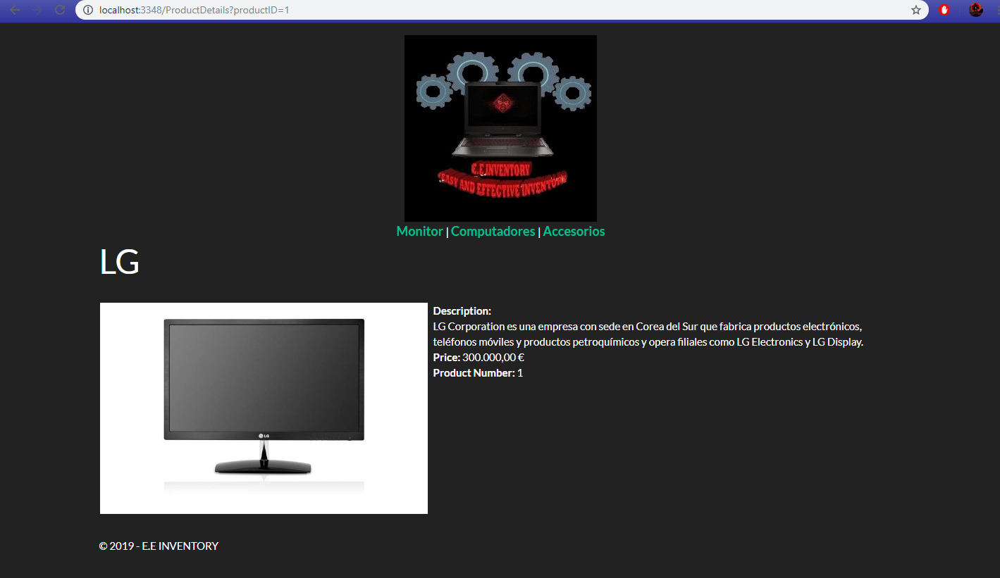 localhost:3348/ProductDetails?productID=1
E.E INVENTORY
EASY AND EFFECTIVE INVENTORY
Monitor | Computadores | Accesorios
LG
Description:
LG Corporation es una empresa con sede en Corea del Sur que fabrica productos electrónicos,
teléfonos móviles y productos petroquímicos y opera filiales como LG Electronics y LG Display.
Price: 300.000,00 €
Product Number: 1
LG
© 2019 - E.E INVENTORY